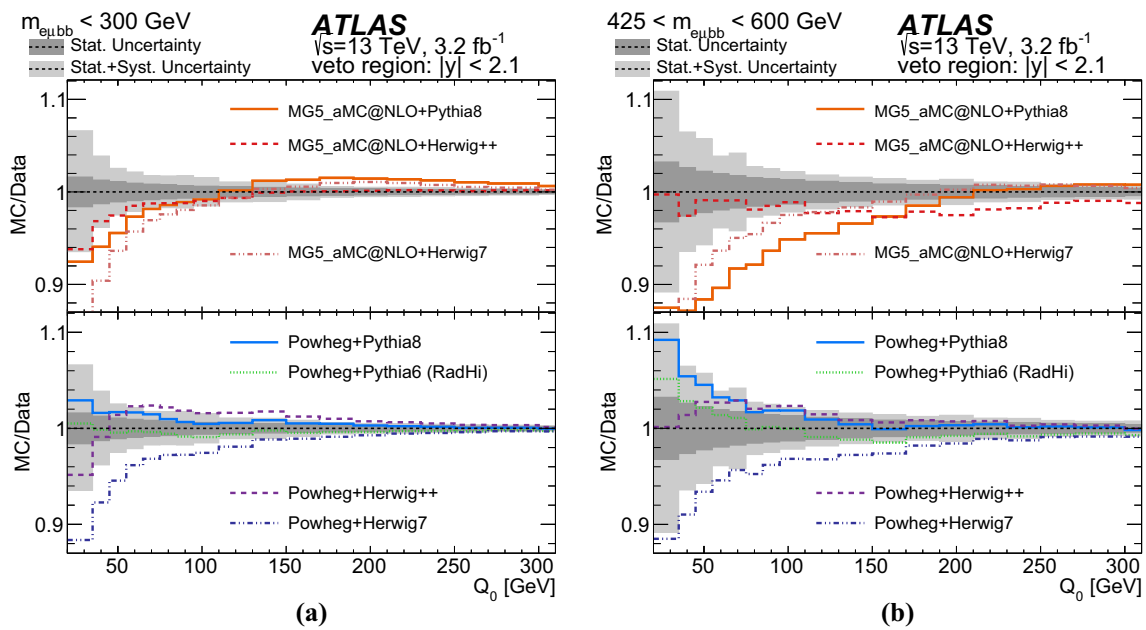 m_eμbb < 300 GeV
ATLAS
Stat. Uncertainty
√s=13 TeV, 3.2 fb⁻¹
Stat.+Syst. Uncertainty
veto region: |y| < 2.1
MC/Data
1.1
1
0.9
MG5_aMC@NLO+Pythia8
MG5_aMC@NLO+Herwig++
MG5_aMC@NLO+Herwig7
MC/Data
1.1
1
0.9
Powheg+Pythia8
Powheg+Pythia6 (RadHi)
Powheg+Herwig++
Powheg+Herwig7
50 100 150 200 250 300
Q₀ [GeV]
(a)
425 < m_eμbb < 600 GeV
ATLAS
Stat. Uncertainty
√s=13 TeV, 3.2 fb⁻¹
Stat.+Syst. Uncertainty
veto region: |y| < 2.1
MC/Data
1.1
1
0.9
MG5_aMC@NLO+Pythia8
MG5_aMC@NLO+Herwig++
MG5_aMC@NLO+Herwig7
MC/Data
1.1
1
0.9
Powheg+Pythia8
Powheg+Pythia6 (RadHi)
Powheg+Herwig++
Powheg+Herwig7
50 100 150 200 250 300
Q₀ [GeV]
(b)